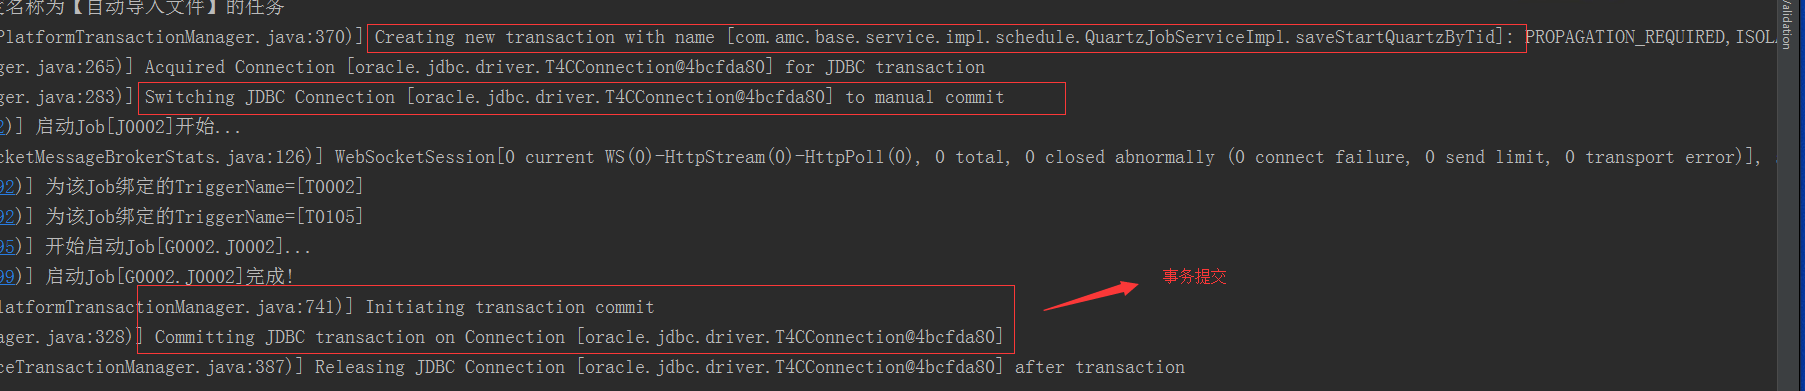 名称为【自动导入文件】的任务
PlatformTransactionManager.java:370)] Creating new transaction with name [com.amc.base.service.impl.schedule.QuartzJobServiceImpl.saveStartQuartzByTid]: PROPAGATION_REQUIRED,ISOLA
ger.java:265)] Acquired Connection [oracle.jdbc.driver.T4CConnection@4bcfda80] for JDBC transaction
ger.java:283)] Switching JDBC Connection [oracle.jdbc.driver.T4CConnection@4bcfda80] to manual commit
2)] 启动Job[J0002]开始...
cketMessageBrokerStats.java:126)] WebSocketSession[0 current WS(0)-HttpStream(0)-HttpPoll(0), 0 total, 0 closed abnormally (0 connect failure, 0 send limit, 0 transport error)],
92)] 为该Job绑定的TriggerName=[T0002]
92)] 为该Job绑定的TriggerName=[T0105]
95)] 开始启动Job[G0002.J0002]...
99)] 启动Job[G0002.J0002]完成!
事务提交
latformTransactionManager.java:741)] Initiating transaction commit
ager.java:328)] Committing JDBC transaction on Connection [oracle.jdbc.driver.T4CConnection@4bcfda80]
ceTransactionManager.java:387)] Releasing JDBC Connection [oracle.jdbc.driver.T4CConnection@4bcfda80] after transaction
Validation